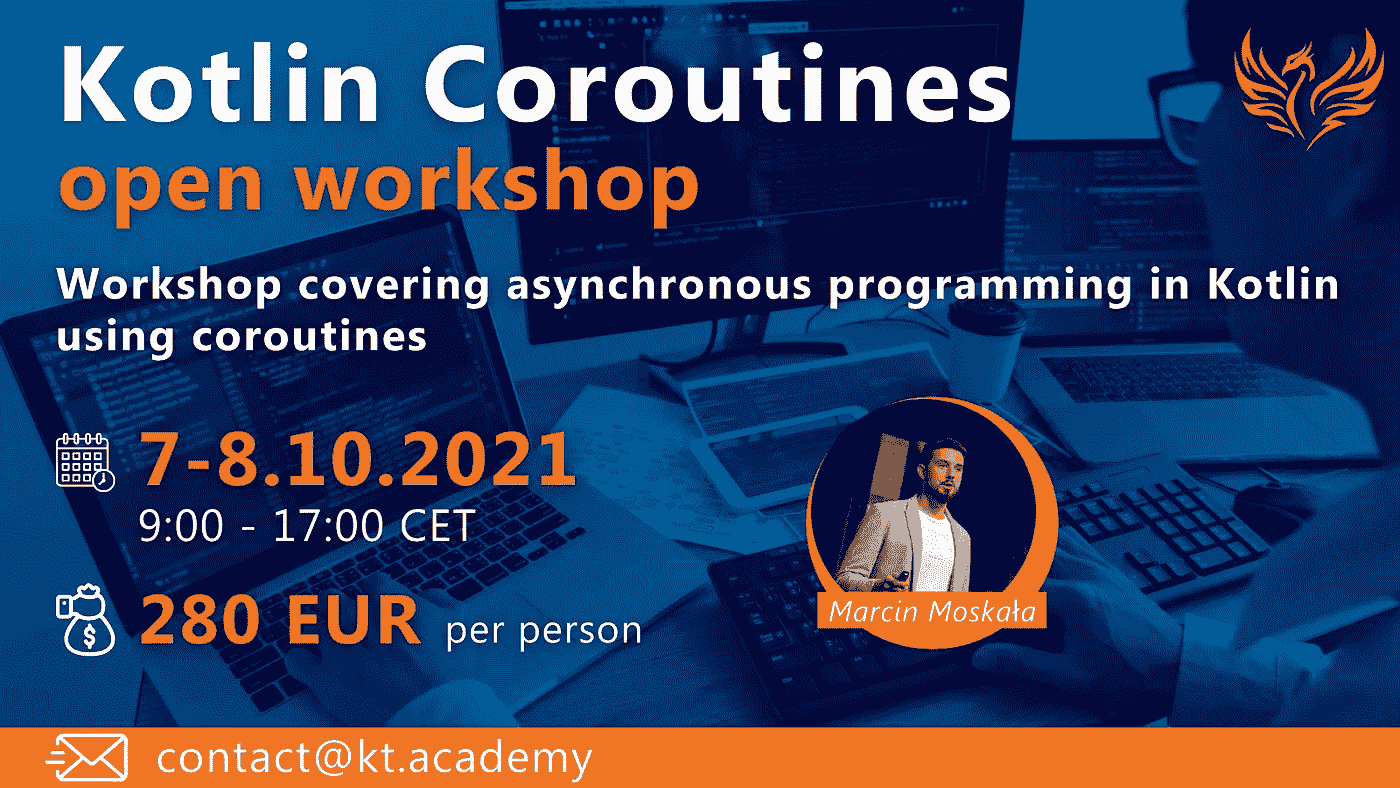 Kotlin Coroutines
open workshop
Workshop covering asynchronous programming in Kotlin
using coroutines
7-8.10.2021
9:00 - 17:00 CET
280 EUR per person
Marcin Moskała
contact@kt.academy